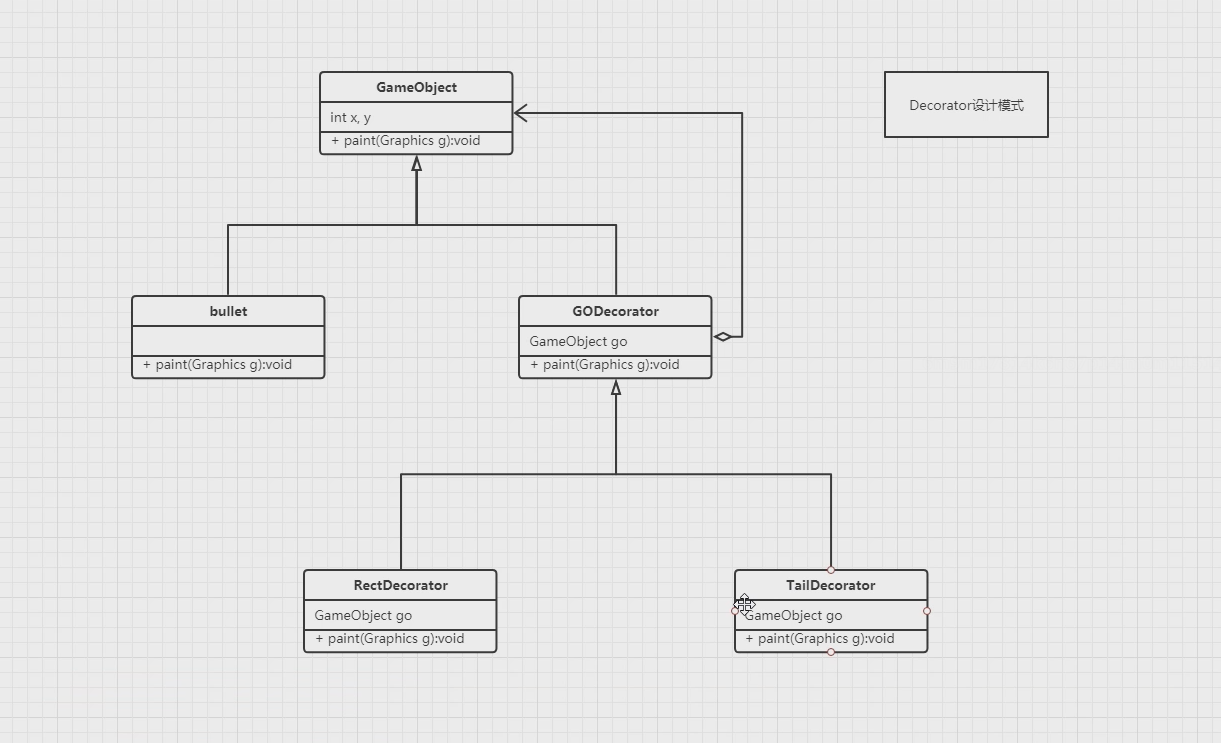 GameObject
int x, y
+ paint(Graphics g):void
Decorator设计模式
bullet
+ paint(Graphics g):void
GODecorator
GameObject go
+ paint(Graphics g):void
RectDecorator
GameObject go
+ paint(Graphics g):void
TailDecorator
GameObject go
+ paint(Graphics g):void